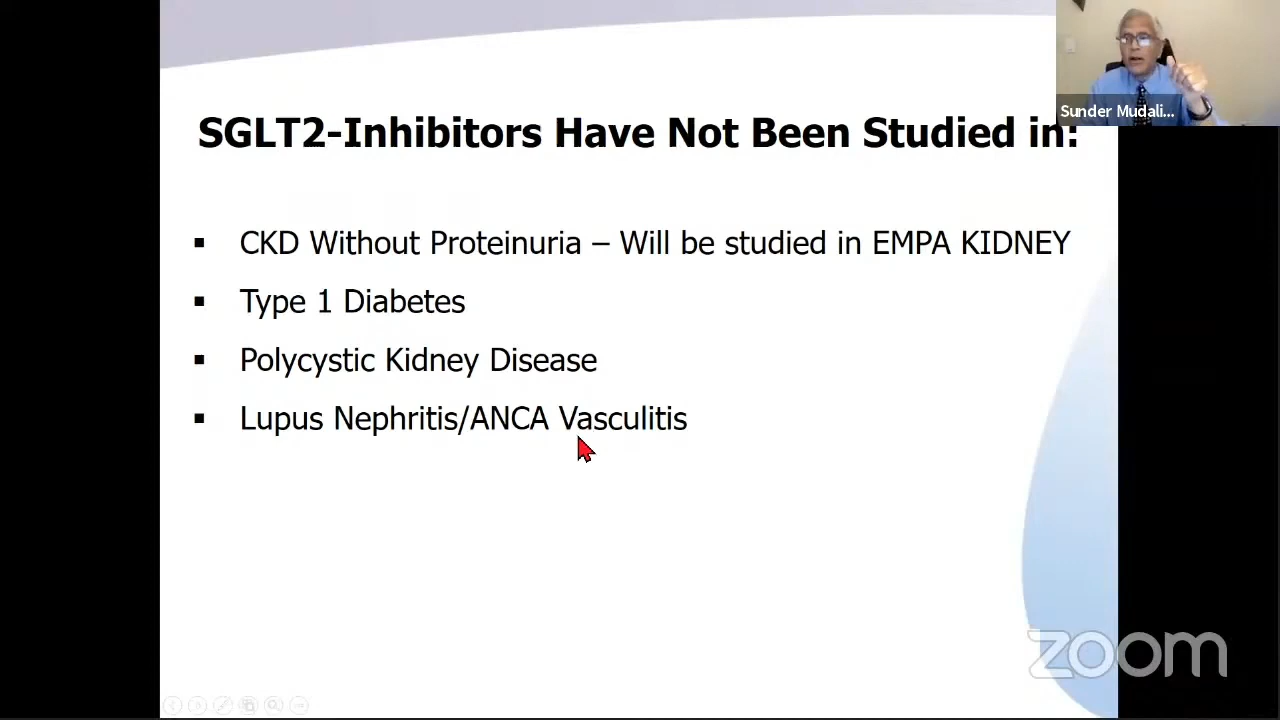 SGLT2-Inhibitors Have Not Been Studied in:
Sunder Mudali...
▪ CKD Without Proteinuria – Will be studied in EMPA KIDNEY
▪ Type 1 Diabetes
▪ Polycystic Kidney Disease
▪ Lupus Nephritis/ANCA Vasculitis
zoom